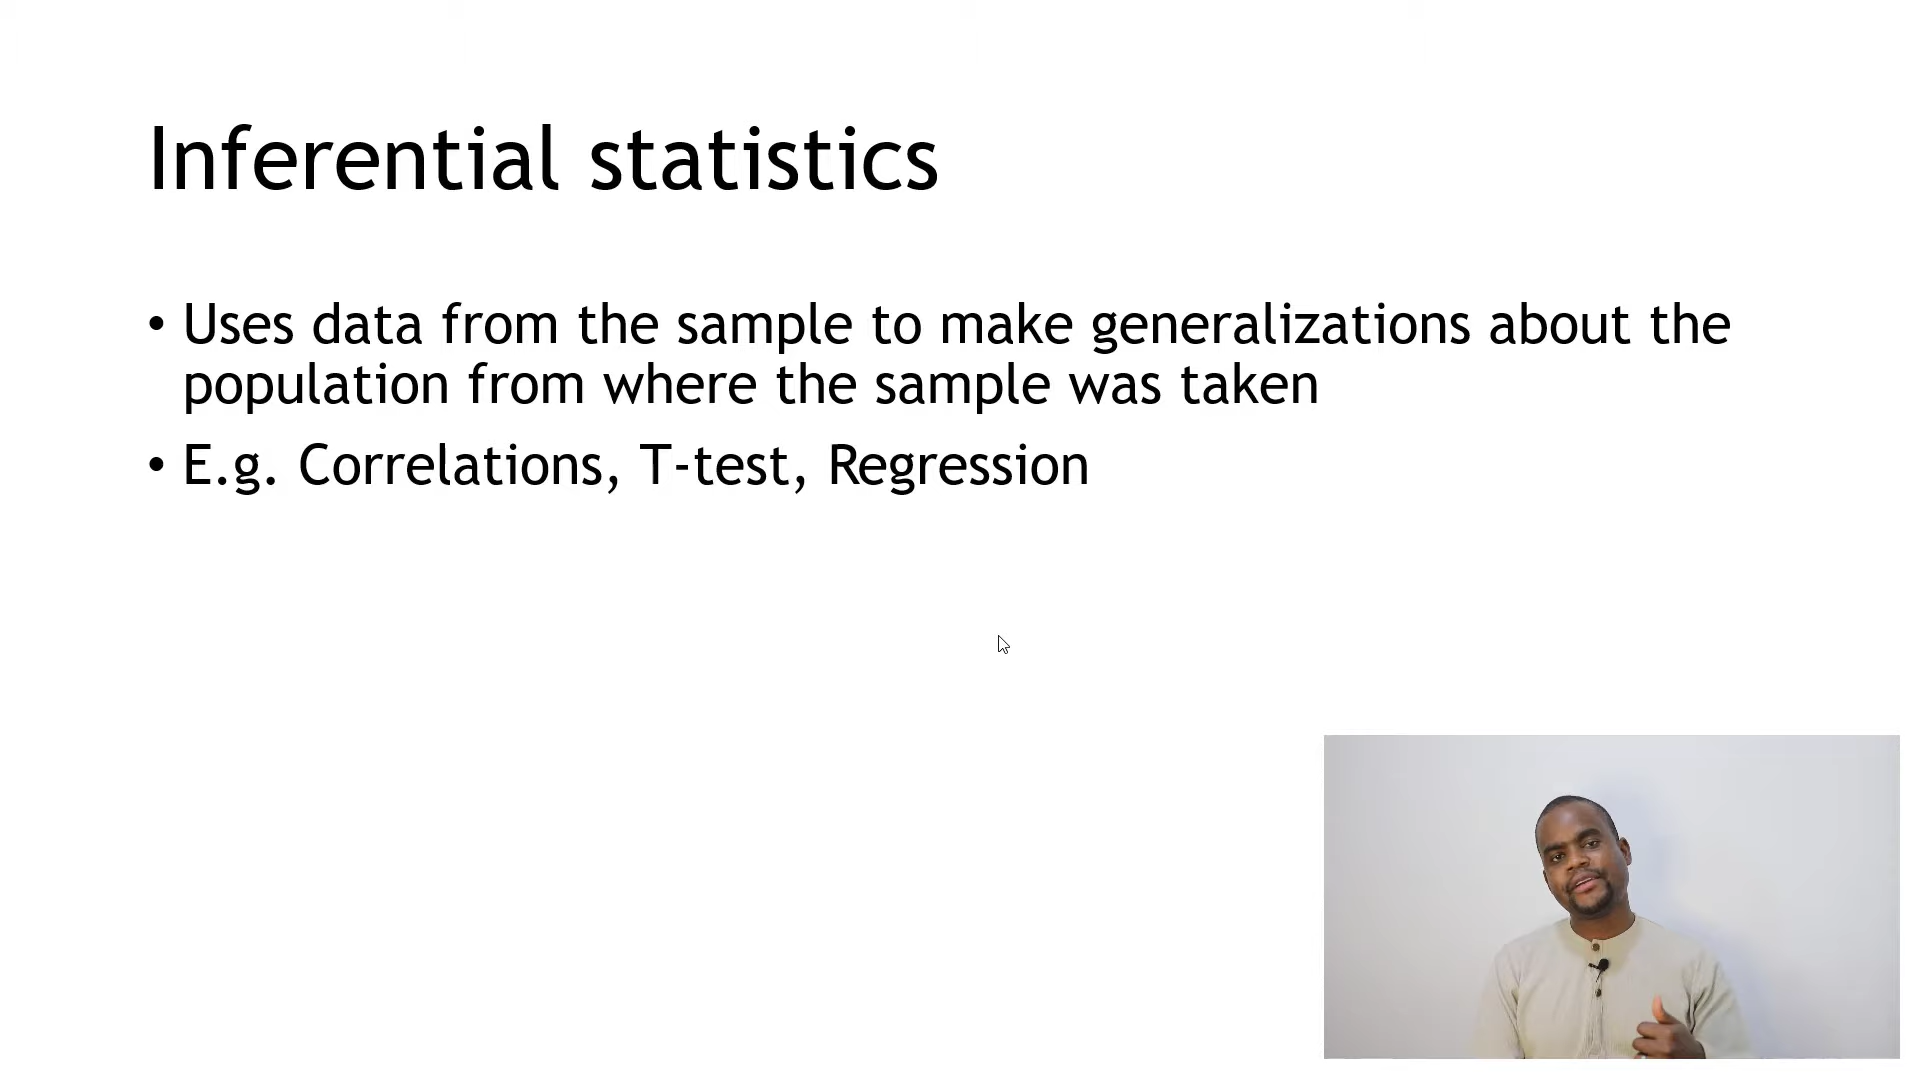 Inferential statistics
• Uses data from the sample to make generalizations about the
population from where the sample was taken
• E.g. Correlations, T-test, Regression